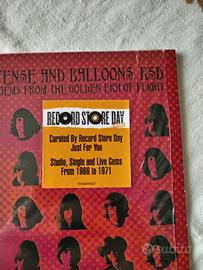 TENSE AND BALLOONS, RSD
GEMS FROM THE GOLDEN ERA OF FLIGHT
RECORD STORE DAY
Curated By Record Store Day
Just For You
Studio, Single and Live Gems
From 1966 to 1971
subito